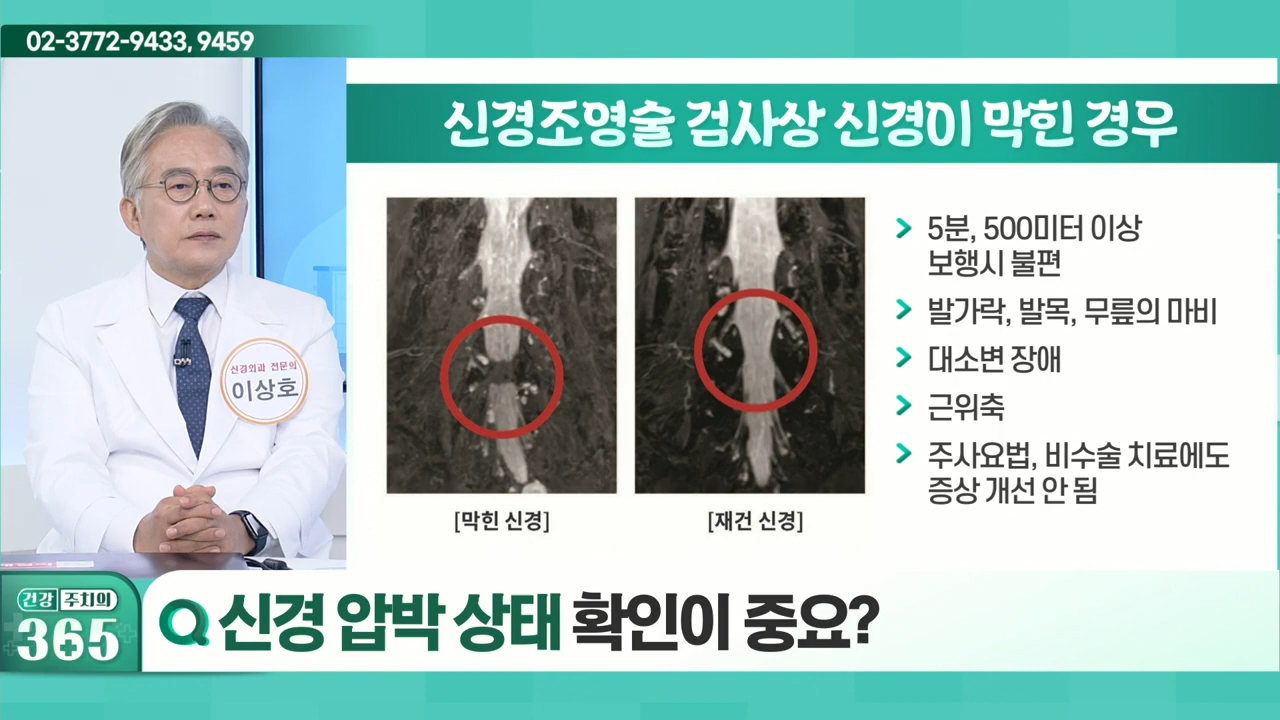 02-3772-9433, 9459
신경조영술 검사상 신경이 막힌 경우
신경외과 전문의
이상호
5분, 500미터 이상
보행시 불편
발가락, 발목, 무릎의 마비
대소변 장애
근위축
주사요법, 비수술 치료에도
증상 개선 안 됨
[막힌 신경]
[재건 신경]
건강 주치의
365
Q 신경 압박 상태 확인이 중요?